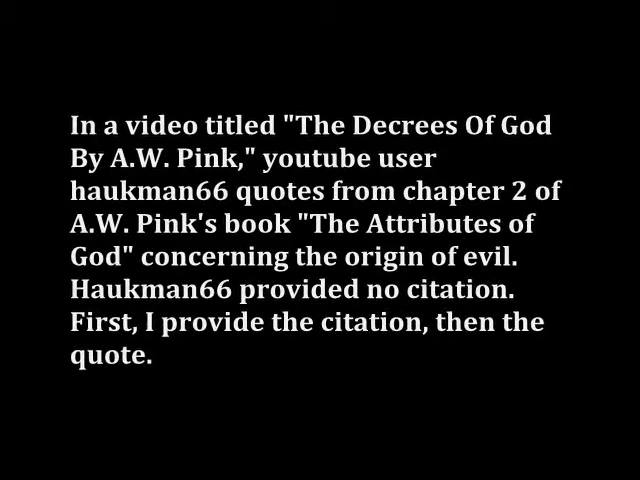 In a video titled "The Decrees Of God
By A.W. Pink," youtube user
haukman66 quotes from chapter 2 of
A.W. Pink's book "The Attributes of
God" concerning the origin of evil.
Haukman66 provided no citation.
First, I provide the citation, then the
quote.